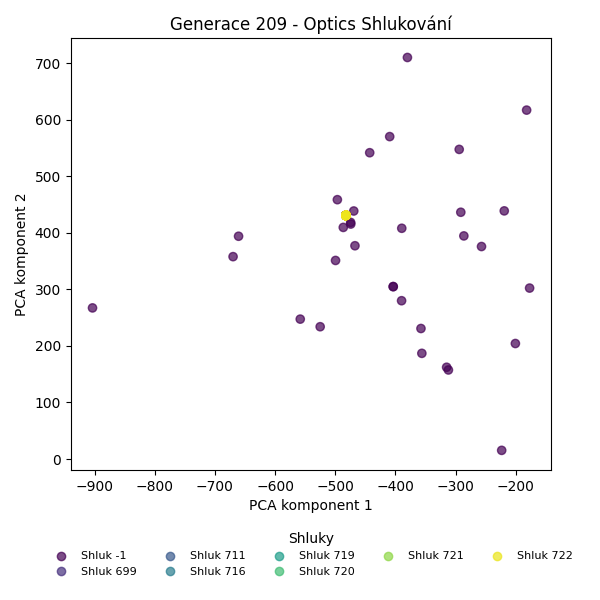 Generace 209 - Optics Shlukování
PCA komponent 2
700
600
500
400
300
200
100
0
−900 −800 −700 −600 −500 −400 −300 −200
PCA komponent 1
Shluky
Shluk -1 Shluk 711 Shluk 719 Shluk 721 Shluk 722
Shluk 699 Shluk 716 Shluk 720